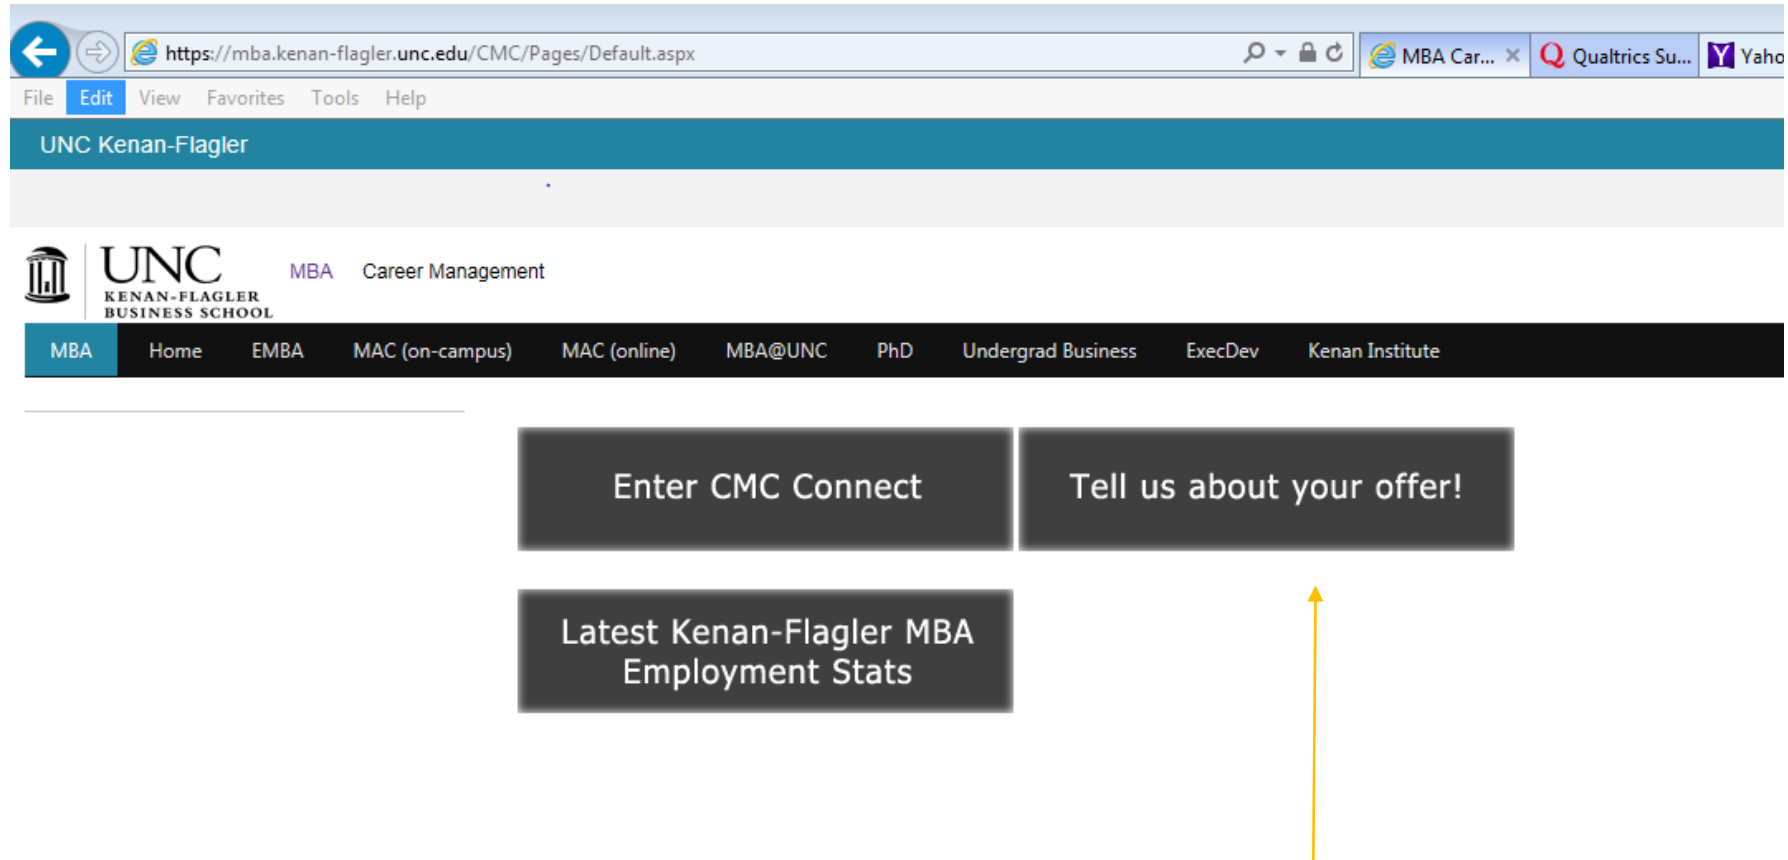 https://mba.kenan-flagler.unc.edu/CMC/Pages/Default.aspx
MBA Car...
Qualtrics Su...
Yaho
File Edit View Favorites Tools Help
UNC Kenan-Flagler
UNC
KENAN-FLAGLER
BUSINESS SCHOOL
MBA Career Management
MBA Home EMBA MAC (on-campus) MAC (online) MBA@UNC PhD Undergrad Business ExecDev Kenan Institute
Enter CMC Connect
Tell us about your offer!
Latest Kenan-Flagler MBA
Employment Stats